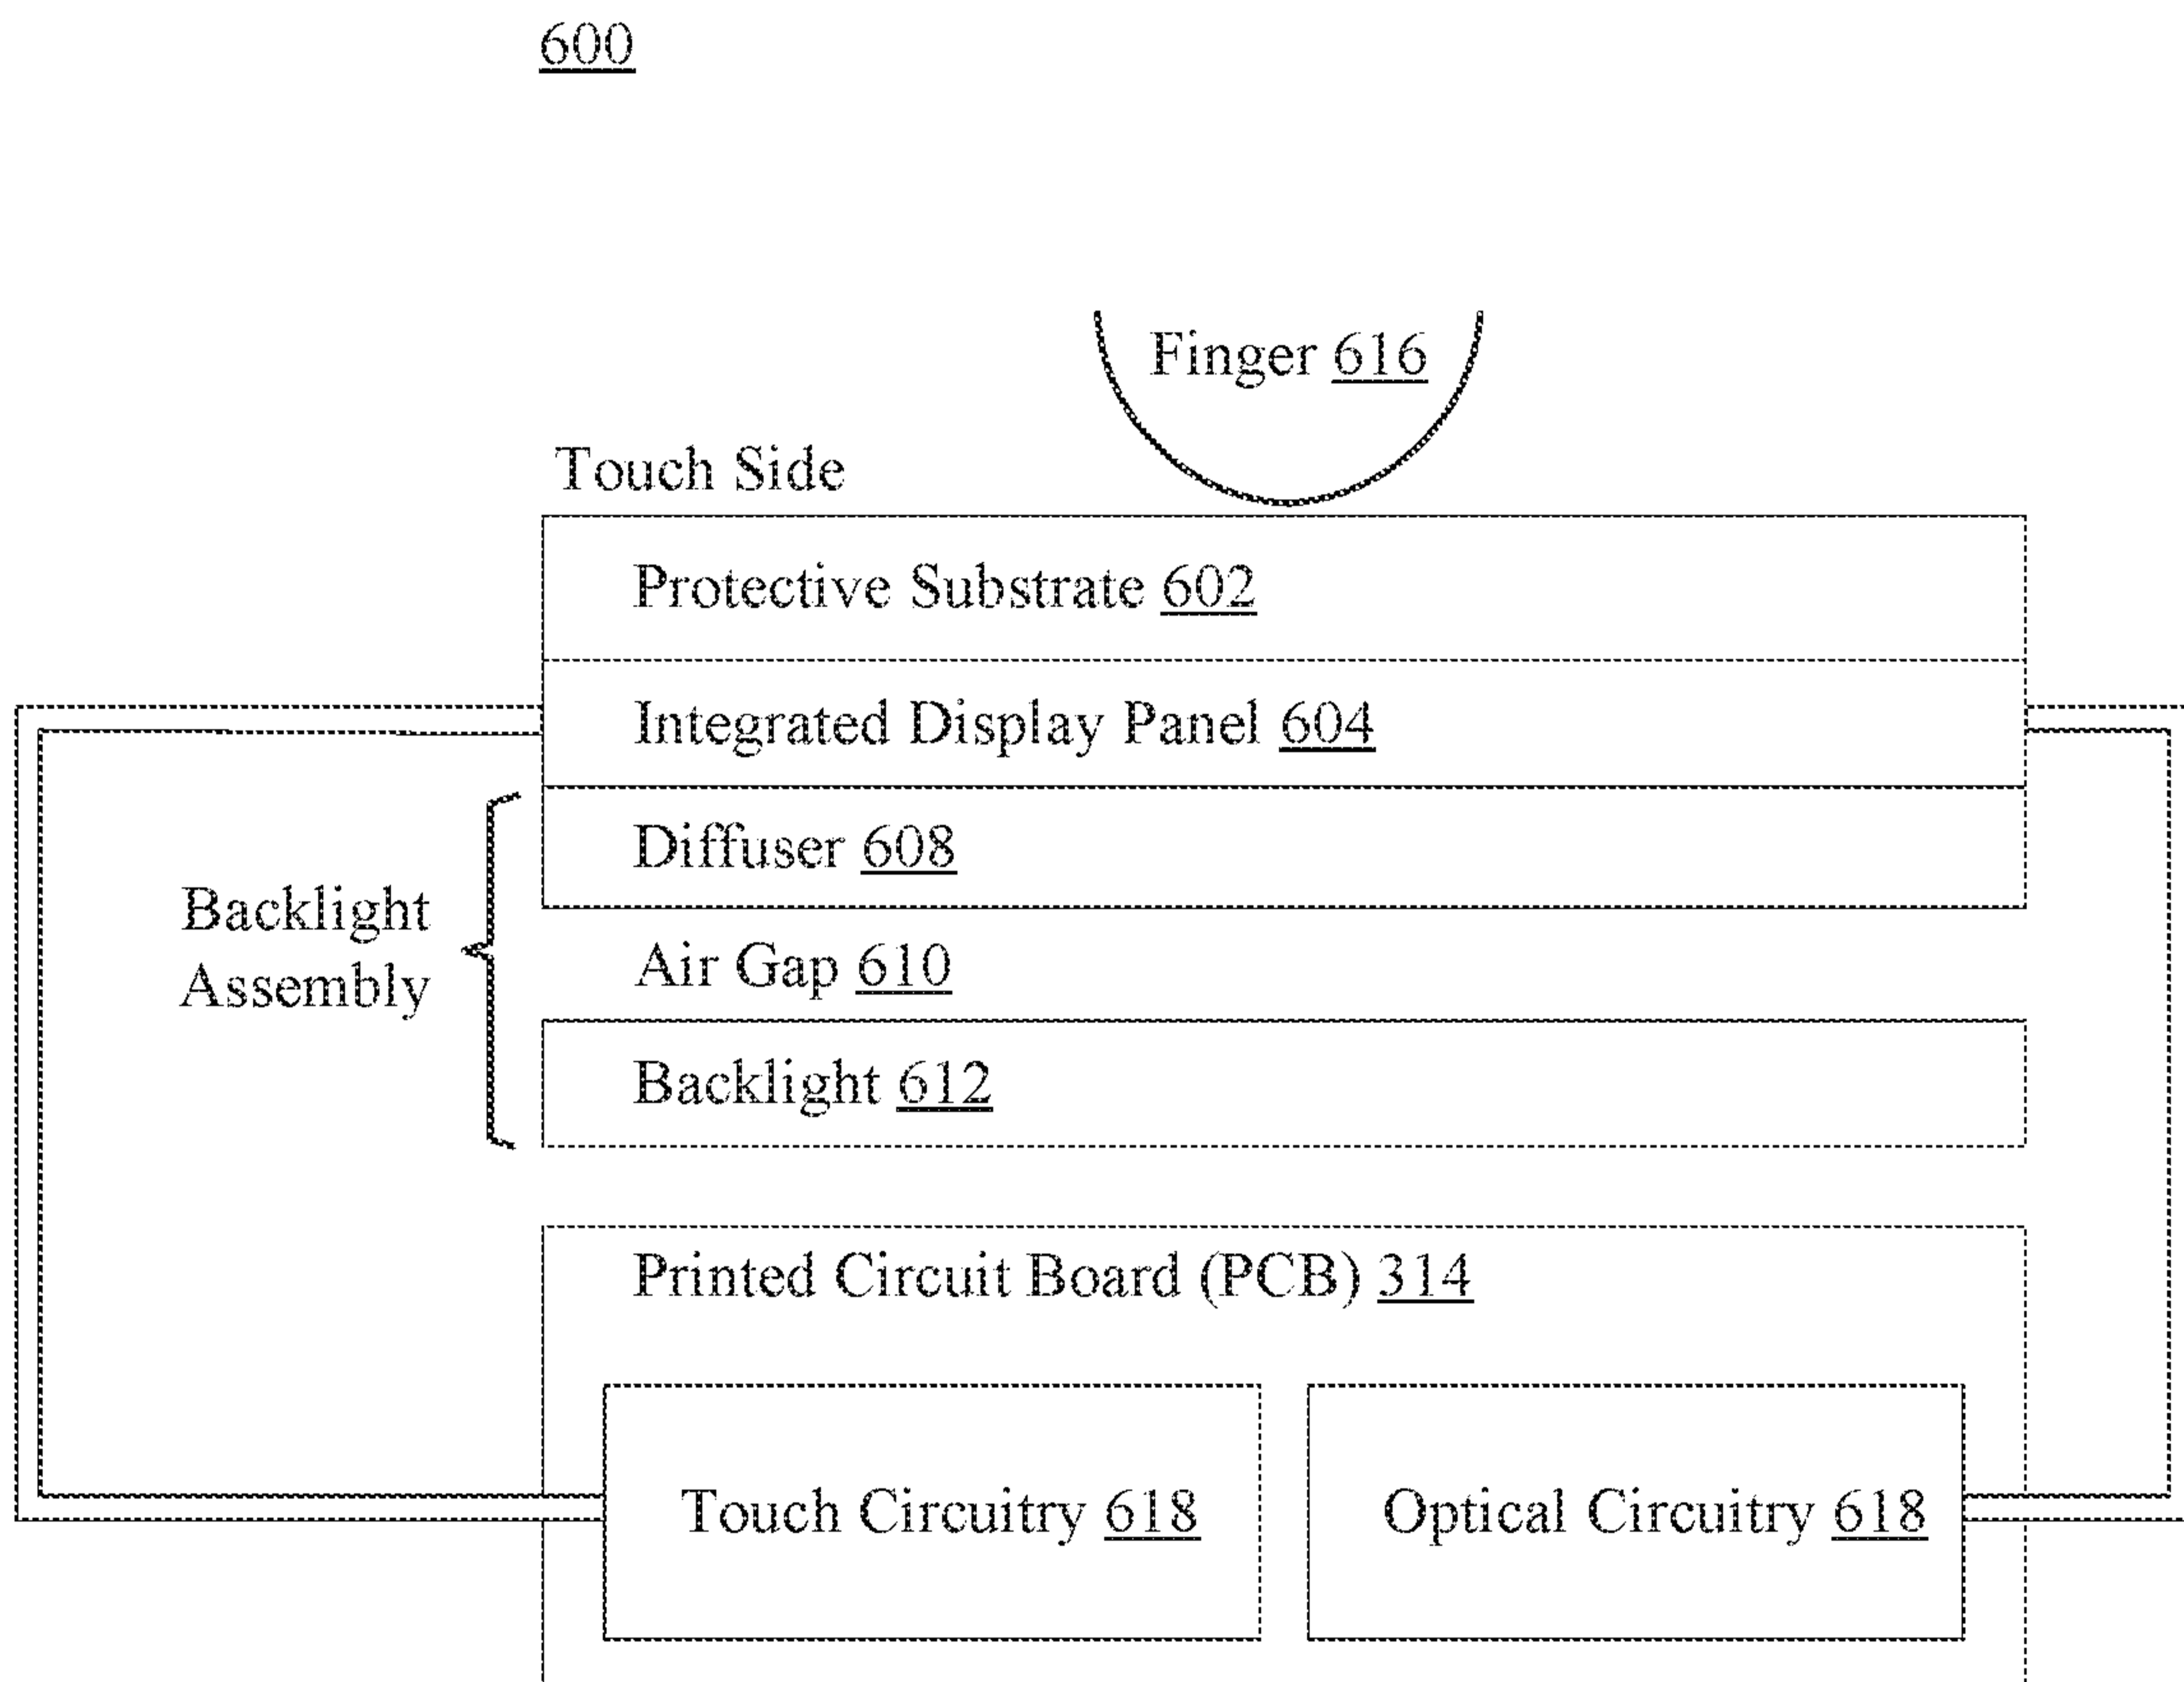 600
Finger 616
Touch Side
Protective Substrate 602
Integrated Display Panel 604
Diffuser 608
Backlight
Assembly
Air Gap 610
Backlight 612
Printed Circuit Board (PCB) 314
Touch Circuitry 618
Optical Circuitry 618